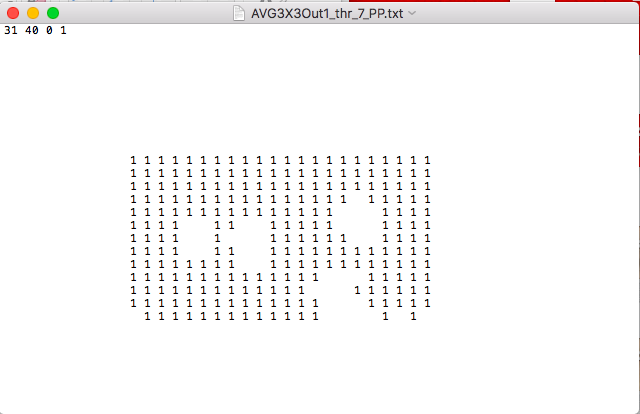 31 40 0 1
1 1 1 1 1 1 1 1 1 1 1 1 1 1 1 1 1 1 1 1 1 1
1 1 1 1 1 1 1 1 1 1 1 1 1 1 1 1 1 1 1 1 1 1
1 1 1 1 1 1 1 1 1 1 1 1 1 1 1 1 1 1 1 1 1 1
1 1 1 1 1 1 1 1 1 1 1 1 1 1 1 1   1 1 1 1 1
1 1 1 1 1 1 1 1 1 1 1 1 1 1 1       1 1 1 1
1 1 1 1     1 1     1 1 1 1 1       1 1 1 1
1 1 1 1     1       1 1 1 1 1 1     1 1 1 1
1 1 1 1     1 1     1 1 1 1 1 1 1 1 1 1 1 1
1 1 1 1 1 1 1 1     1 1 1 1 1 1 1 1 1 1 1 1
1 1 1 1 1 1 1 1 1 1 1 1 1 1       1 1 1 1 1
1 1 1 1 1 1 1 1 1 1 1 1 1       1 1 1 1 1 1
1 1 1 1 1 1 1 1 1 1 1 1 1 1       1 1 1 1 1
  1 1 1 1 1 1 1 1 1 1 1 1 1         1   1
AVG3X3Out1_thr_7_PP.txt